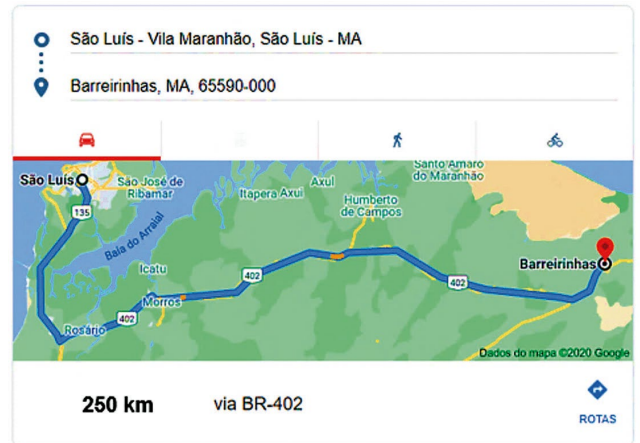 São Luís - Vila Maranhão, São Luís - MA
Barreirinhas, MA, 65590-000
São Luís
São José de
Ribamar
135
Baía do Arraial
Itapera Axuí
Axuí
Humberto
de Campos
Santo Amaro
do Maranhão
Barreirinhas
Icatu
402
402
Morros
402
Rosário
Dados do mapa ©2020 Google
250 km
via BR-402
ROTAS